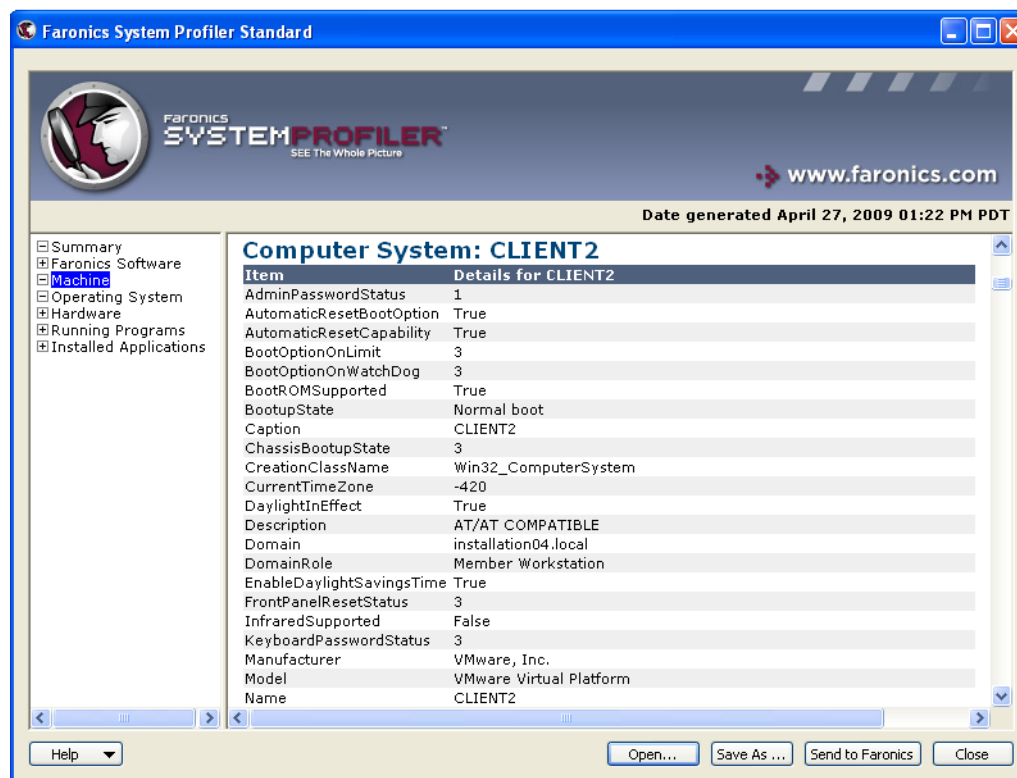 Faronics System Profiler Standard
Faronics
SYSTEMPROFILER™
SEE The Whole Picture
www.faronics.com
Date generated April 27, 2009 01:22 PM PDT
Summary
Faronics Software
Machine
Operating System
Hardware
Running Programs
Installed Applications
Computer System: CLIENT2
Item Details for CLIENT2
AdminPasswordStatus 1
AutomaticResetBootOption True
AutomaticResetCapability True
BootOptionOnLimit 3
BootOptionOnWatchDog 3
BootROMSupported True
BootupState Normal boot
Caption CLIENT2
ChassisBootupState 3
CreationClassName Win32_ComputerSystem
CurrentTimeZone -420
DaylightInEffect True
Description AT/AT COMPATIBLE
Domain installation04.local
DomainRole Member Workstation
EnableDaylightSavingsTime True
FrontPanelResetStatus 3
InfraredSupported False
KeyboardPasswordStatus 3
Manufacturer VMware, Inc.
Model VMware Virtual Platform
Name CLIENT2
Help Open... Save As ... Send to Faronics Close